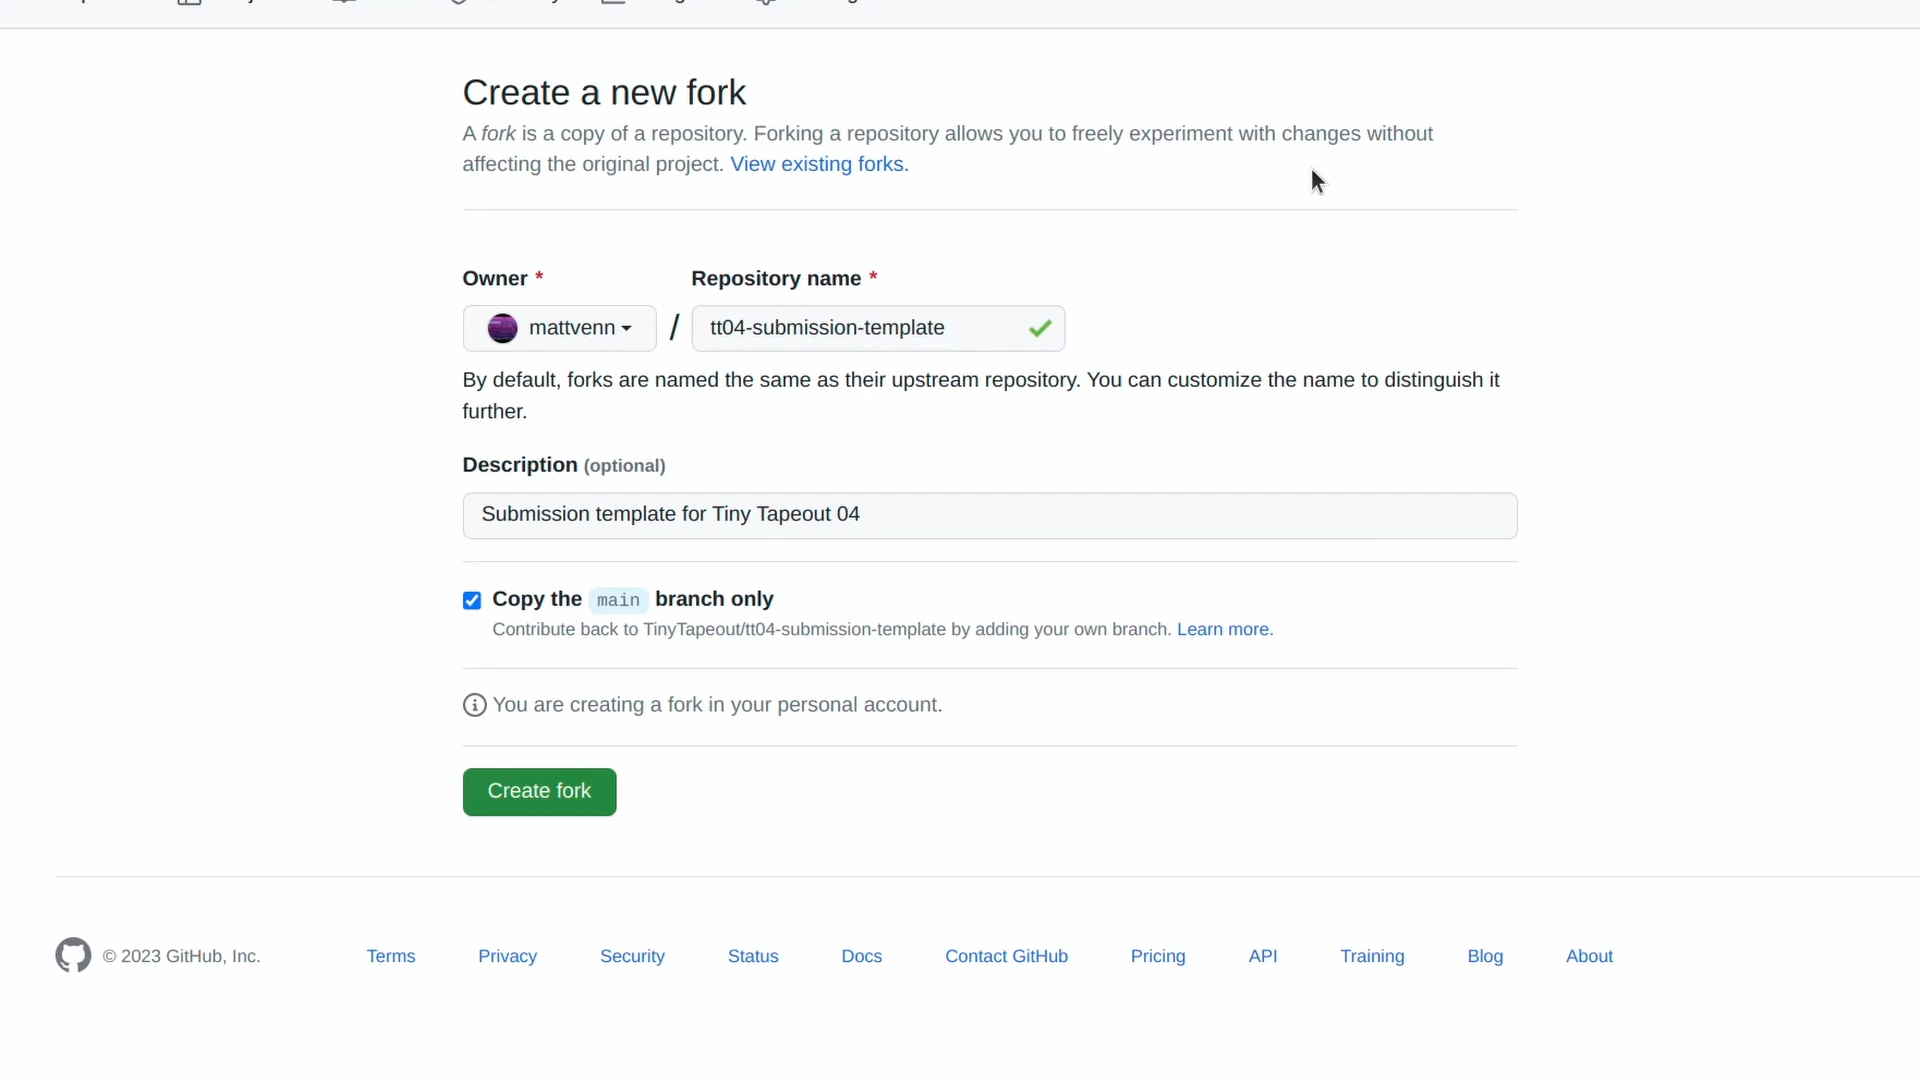 Create a new fork
A fork is a copy of a repository. Forking a repository allows you to freely experiment with changes without
affecting the original project. View existing forks.
Owner * Repository name *
mattvenn / tt04-submission-template
By default, forks are named the same as their upstream repository. You can customize the name to distinguish it
further.
Description (optional)
Submission template for Tiny Tapeout 04
Copy the main branch only
Contribute back to TinyTapeout/tt04-submission-template by adding your own branch. Learn more.
You are creating a fork in your personal account.
Create fork
© 2023 GitHub, Inc. Terms Privacy Security Status Docs Contact GitHub Pricing API Training Blog About